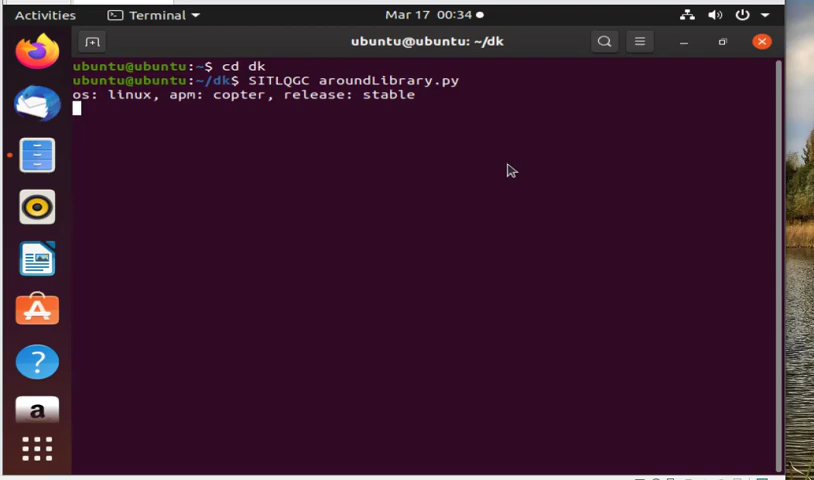 Activities
Terminal
Mar 17 00:34
ubuntu@ubuntu: ~/dk
ubuntu@ubuntu:~$ cd dk
ubuntu@ubuntu:~/dk$ SITLQGC aroundLibrary.py
os: linux, apm: copter, release: stable
?
a